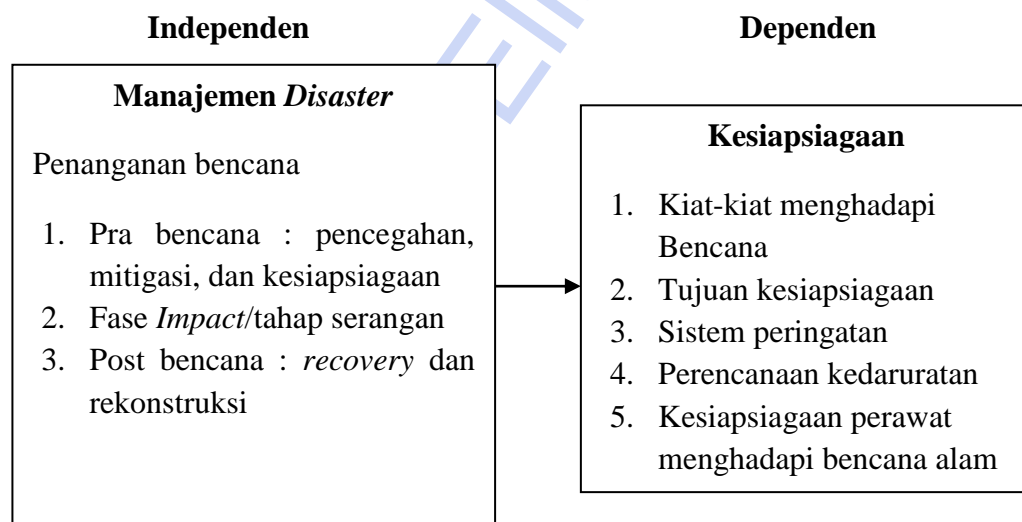 Independen
Dependen
Manajemen Disaster
Penanganan bencana
1. Pra bencana : pencegahan,
mitigasi, dan kesiapsiagaan
2. Fase Impact/tahap serangan
3. Post bencana : recovery dan
rekonstruksi
Kesiapsiagaan
1. Kiat-kiat menghadapi
Bencana
2. Tujuan kesiapsiagaan
3. Sistem peringatan
4. Perencanaan kedaruratan
5. Kesiapsiagaan perawat
menghadapi bencana alam